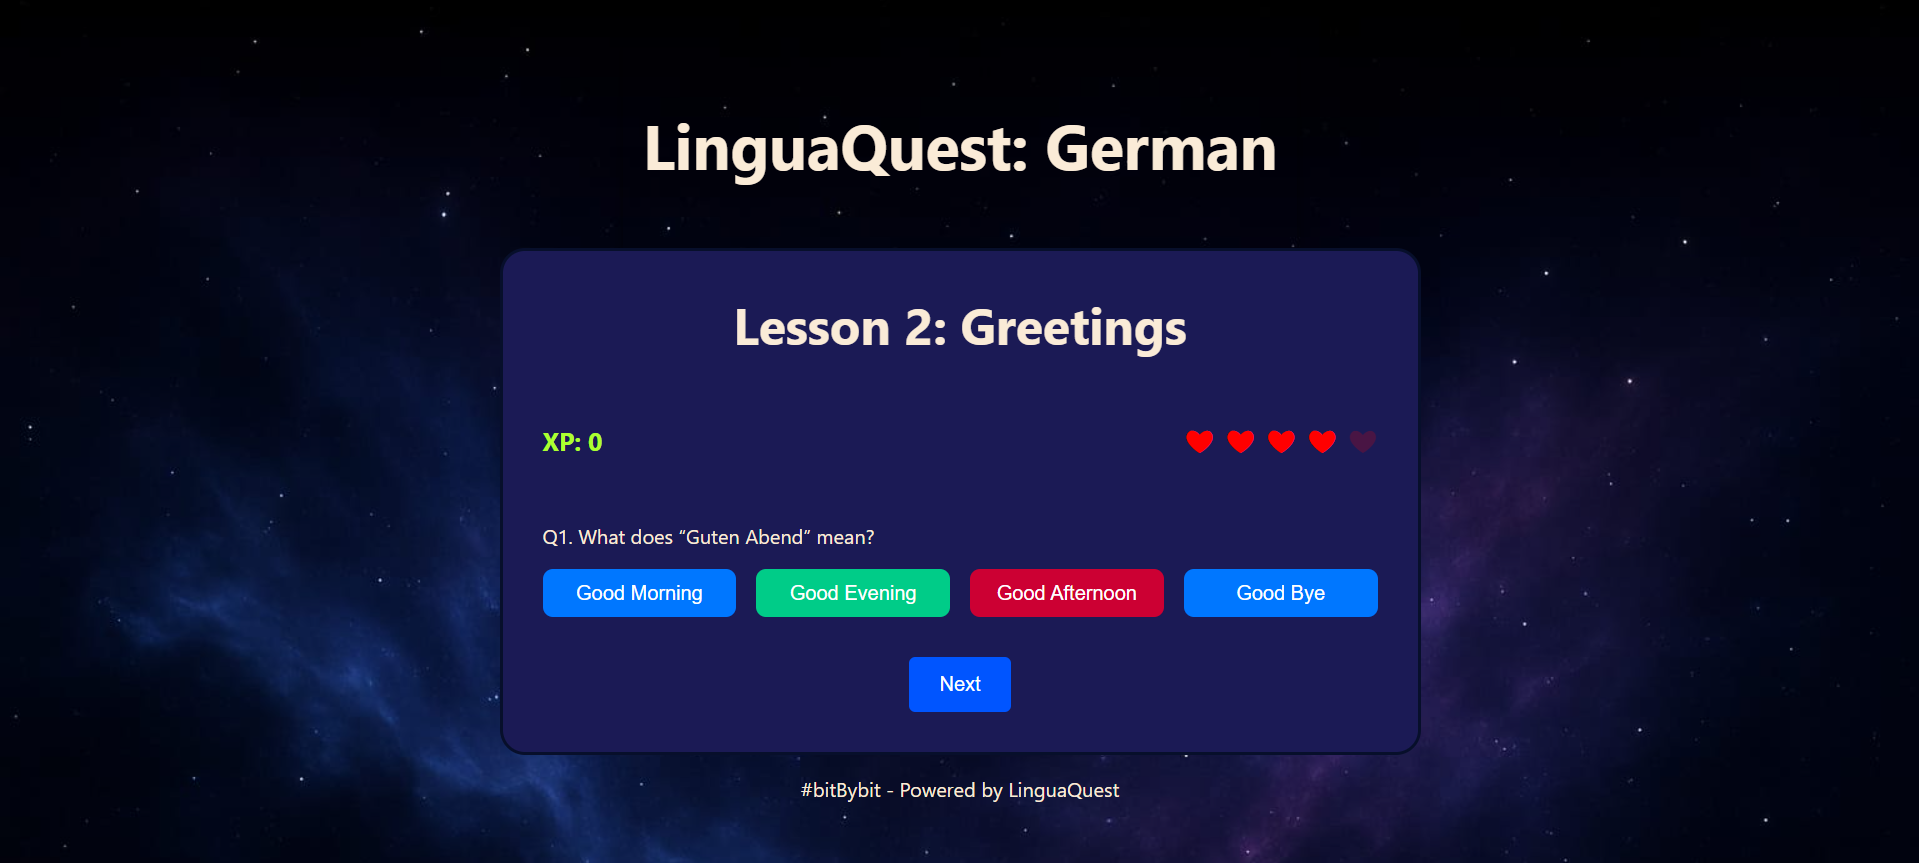 LinguaQuest: German
Lesson 2: Greetings
XP: 0
Q1. What does “Guten Abend” mean?
Good Morning
Good Evening
Good Afternoon
Good Bye
Next
#bitBybit - Powered by LinguaQuest